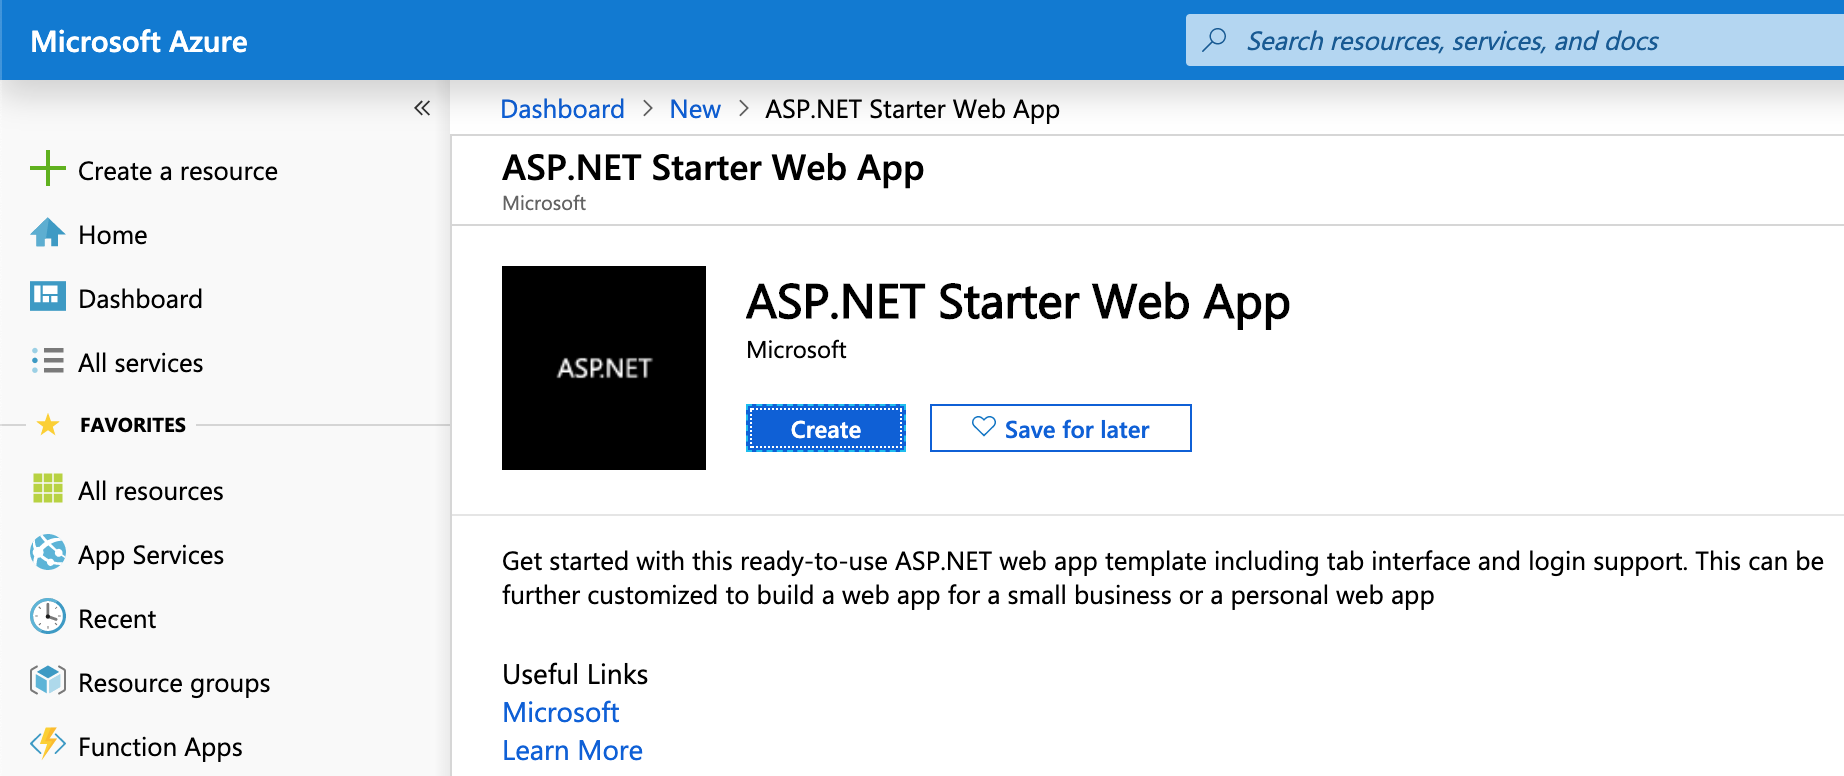 Microsoft Azure
Search resources, services, and docs
Dashboard > New > ASP.NET Starter Web App
Create a resource
Home
Dashboard
All services
FAVORITES
All resources
App Services
Recent
Resource groups
Function Apps
ASP.NET Starter Web App
Microsoft
ASP.NET
ASP.NET Starter Web App
Microsoft
Create
Save for later
Get started with this ready-to-use ASP.NET web app template including tab interface and login support. This can be
further customized to build a web app for a small business or a personal web app
Useful Links
Microsoft
Learn More